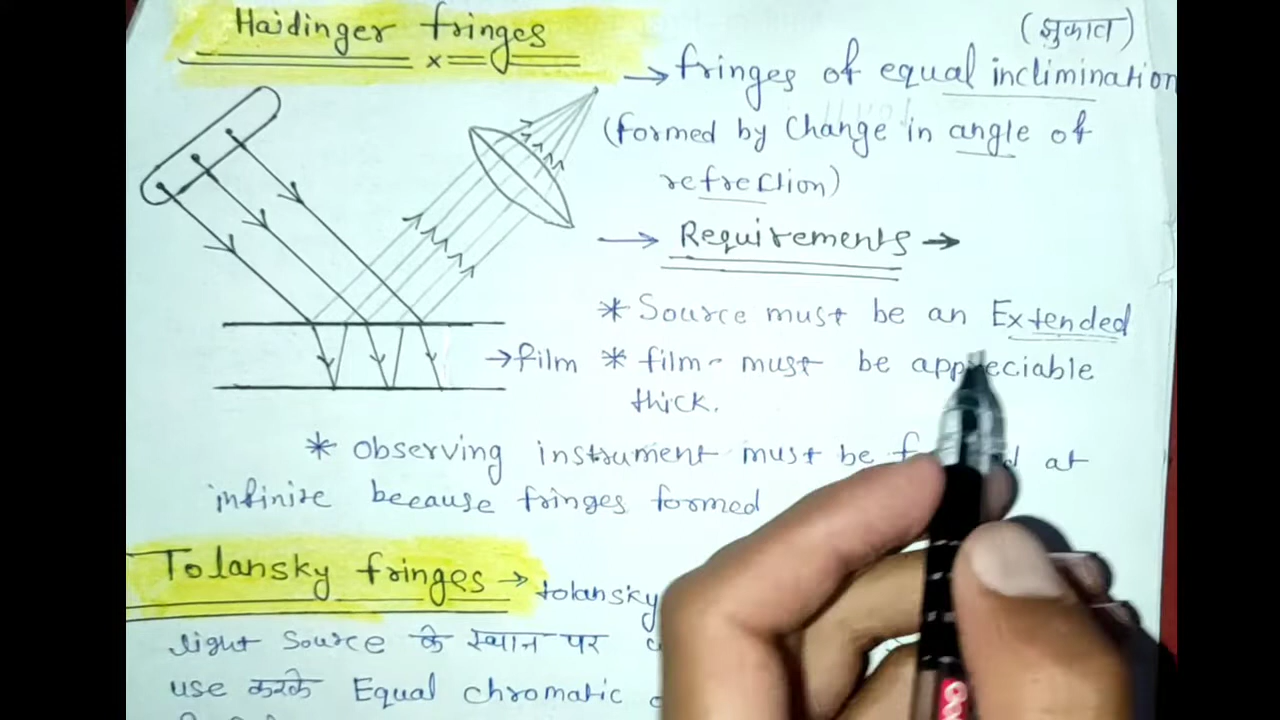 Haidinger fringes
(झुकाव)
→ fringes of equal inclimination
(formed by Change in angle of
refrection)
→ Requirements →
* Source must be an Extended
→ film * film must be appreciable
thick.
* Observing instrument must be at
infinite because fringes formed
Tolansky fringes → tolansky
light Source के स्थान पर
use करके Equal chromatic